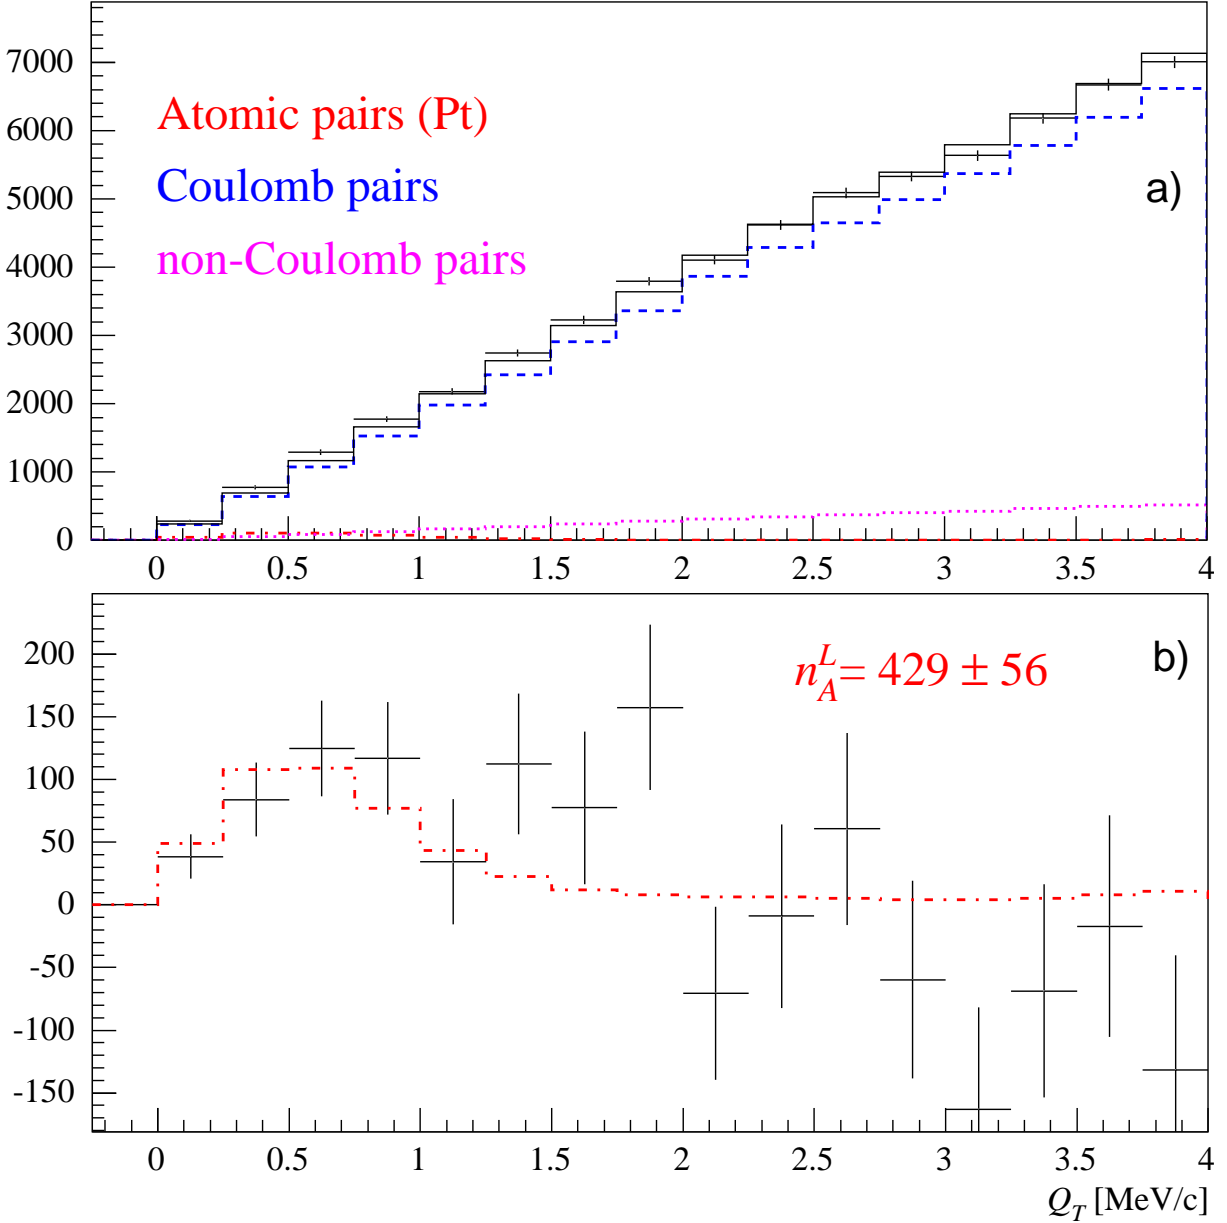 7000
Atomic pairs (Pt)
6000
Coulomb pairs
a)
5000
non-Coulomb pairs
4000
3000
2000
1000
0
0 0.5 1 1.5 2 2.5 3 3.5 4
200
n_A^L = 429 ± 56
b)
150
100
50
0
-50
-100
-150
0 0.5 1 1.5 2 2.5 3 3.5 4
Q_T [MeV/c]